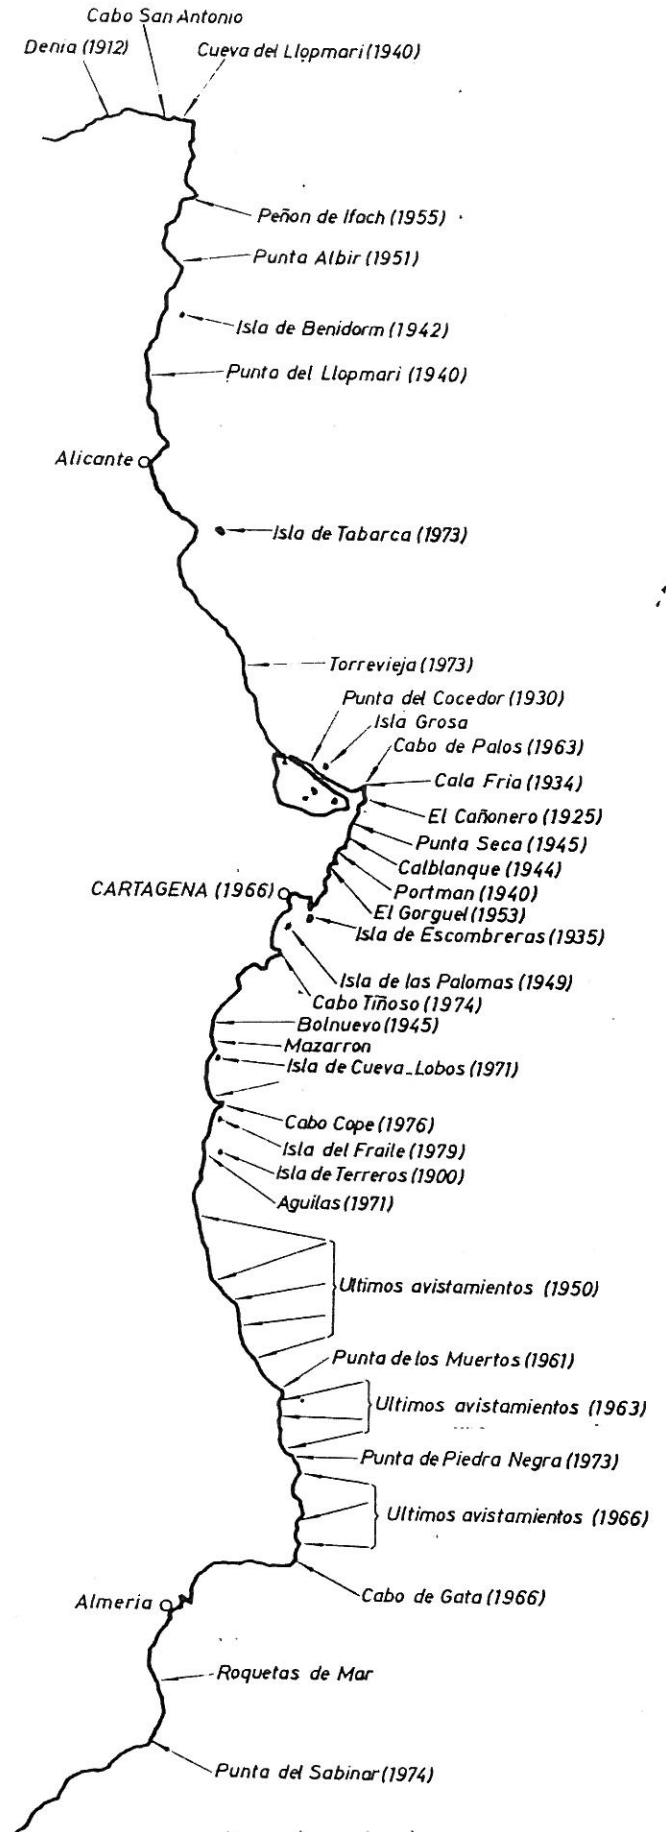 Cabo San Antonio
Denia (1912)
Cueva del Llopmari (1940)
Peñon de Ifach (1955)
Punta Albir (1951)
Isla de Benidorm (1942)
Punta del Llopmari (1940)
Alicante
Isla de Tabarca (1973)
Torrevieja (1973)
Punta del Cocedor (1930)
Isla Grosa
Cabo de Palos (1963)
Cala Fria (1934)
El Cañonero (1925)
Punta Seca (1945)
Calblanque (1944)
CARTAGENA (1966)
Portman (1940)
El Gorguel (1953)
Isla de Escombreras (1935)
Isla de las Palomas (1949)
Cabo Tiñoso (1974)
Bolnuevo (1945)
Mazarron
Isla de Cueva-Lobos (1971)
Cabo Cope (1976)
Isla del Fraile (1979)
Isla de Terreros (1900)
Aguilas (1971)
Ultimos avistamientos (1950)
Punta de los Muertos (1961)
Ultimos avistamientos (1963)
Punta de Piedra Negra (1973)
Ultimos avistamientos (1966)
Cabo de Gata (1966)
Almeria
Roquetas de Mar
Punta del Sabinar (1974)